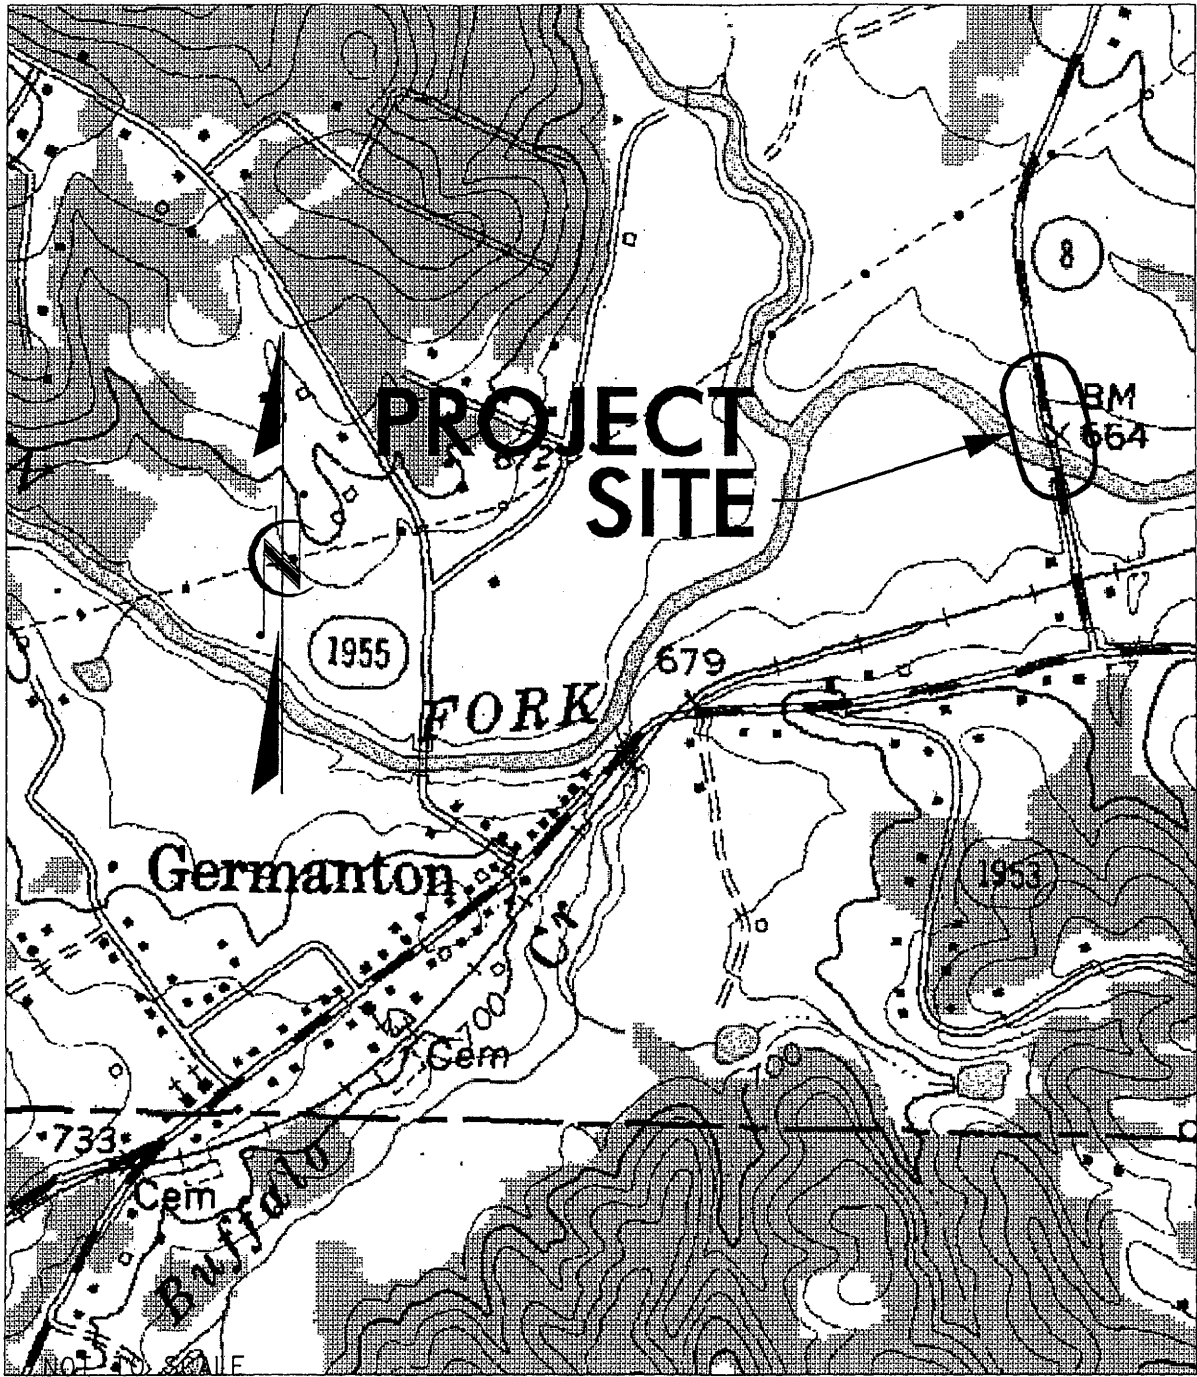 8
PROJECT
SITE
BM
664
N
1955
FORK
679
Germanton
1953
Cr
700
Cem
733
Cem
Buffalo
NOT TO SCALE